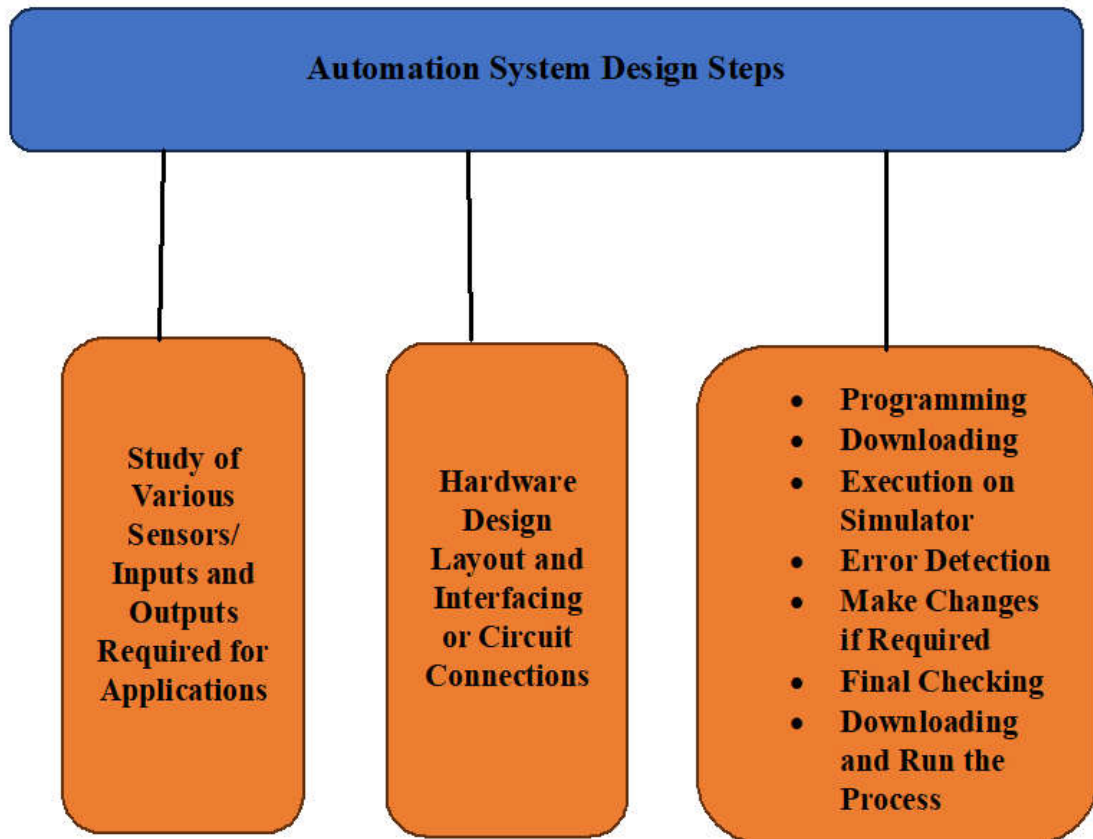 Automation System Design Steps
Study of
Various
Sensors/
Inputs and
Outputs
Required for
Applications
Hardware
Design
Layout and
Interfacing
or Circuit
Connections
• Programming
• Downloading
• Execution on
Simulator
• Error Detection
• Make Changes
if Required
• Final Checking
• Downloading
and Run the
Process